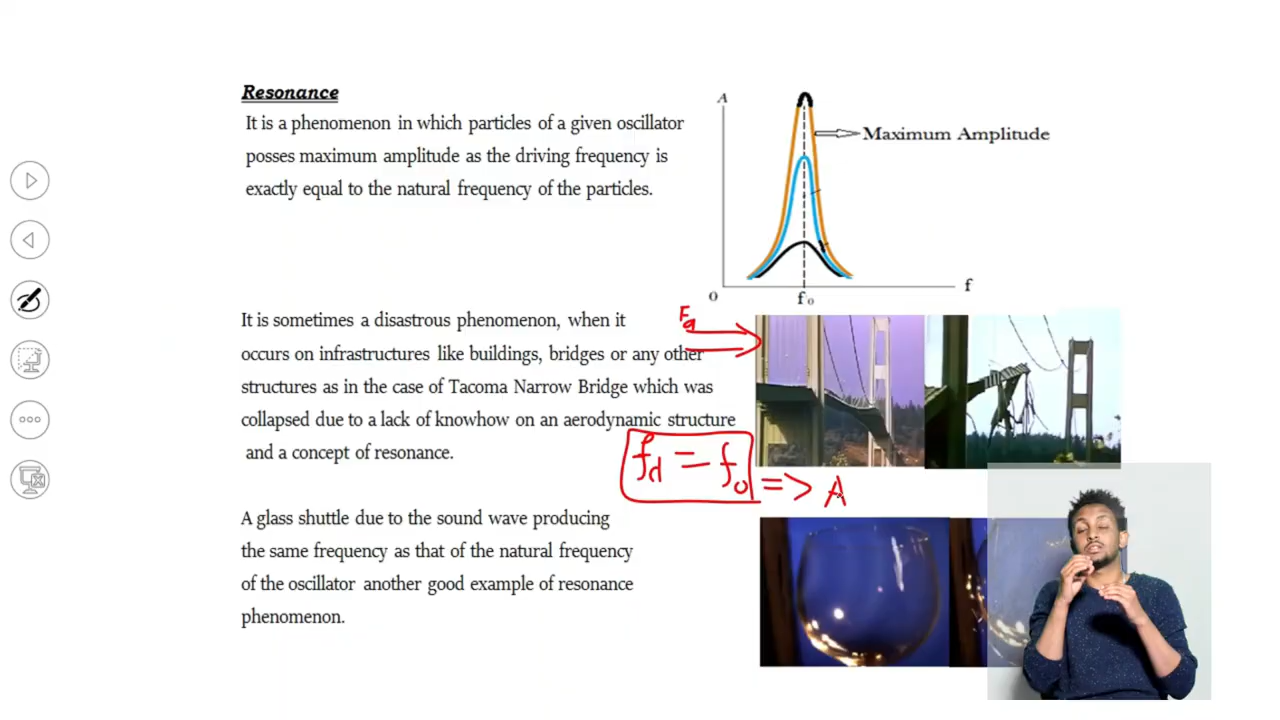 Resonance
It is a phenomenon in which particles of a given oscillator
posses maximum amplitude as the driving frequency is
exactly equal to the natural frequency of the particles.
A
Maximum Amplitude
0
f₀
f
It is sometimes a disastrous phenomenon, when it
occurs on infrastructures like buildings, bridges or any other
structures as in the case of Tacoma Narrow Bridge which was
collapsed due to a lack of knowhow on an aerodynamic structure
and a concept of resonance.
fd = f₀ => A
A glass shuttle due to the sound wave producing
the same frequency as that of the natural frequency
of the oscillator another good example of resonance
phenomenon.